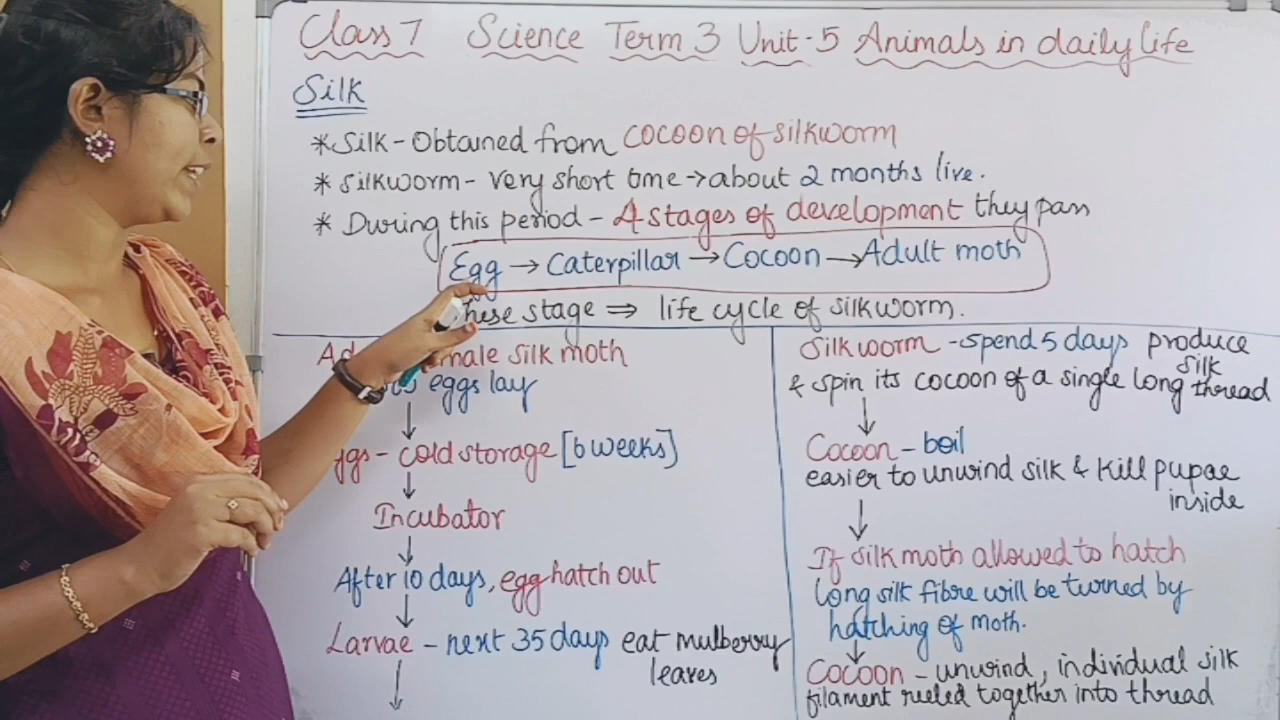 Class 7 Science Term 3 Unit-5 Animals in daily life
Silk
*Silk-Obtained from cocoon of silkworm
*Silkworm- very short time→about 2 months live.
* During this period - 4 stages of development they pass
Egg → Caterpillar → Cocoon → Adult moth
stage ⇒ life cycle of silkworm.
silk moth
eggs lay
↓
- cold storage [6 weeks]
↓
Incubator
↓
After 10 days, egg hatch out
↓
Larvae - next 35 days eat mulberry
leaves
↓
Silkworm - spend 5 days produce
silk
& spin its cocoon of a single long thread
↓
Cocoon - boil
easier to unwind silk & kill pupae
inside
↓
If silk moth allowed to hatch
long silk fibre will be turned by
hatching of moth.
↓
Cocoon - unwind, individual silk
filament reeled together into thread